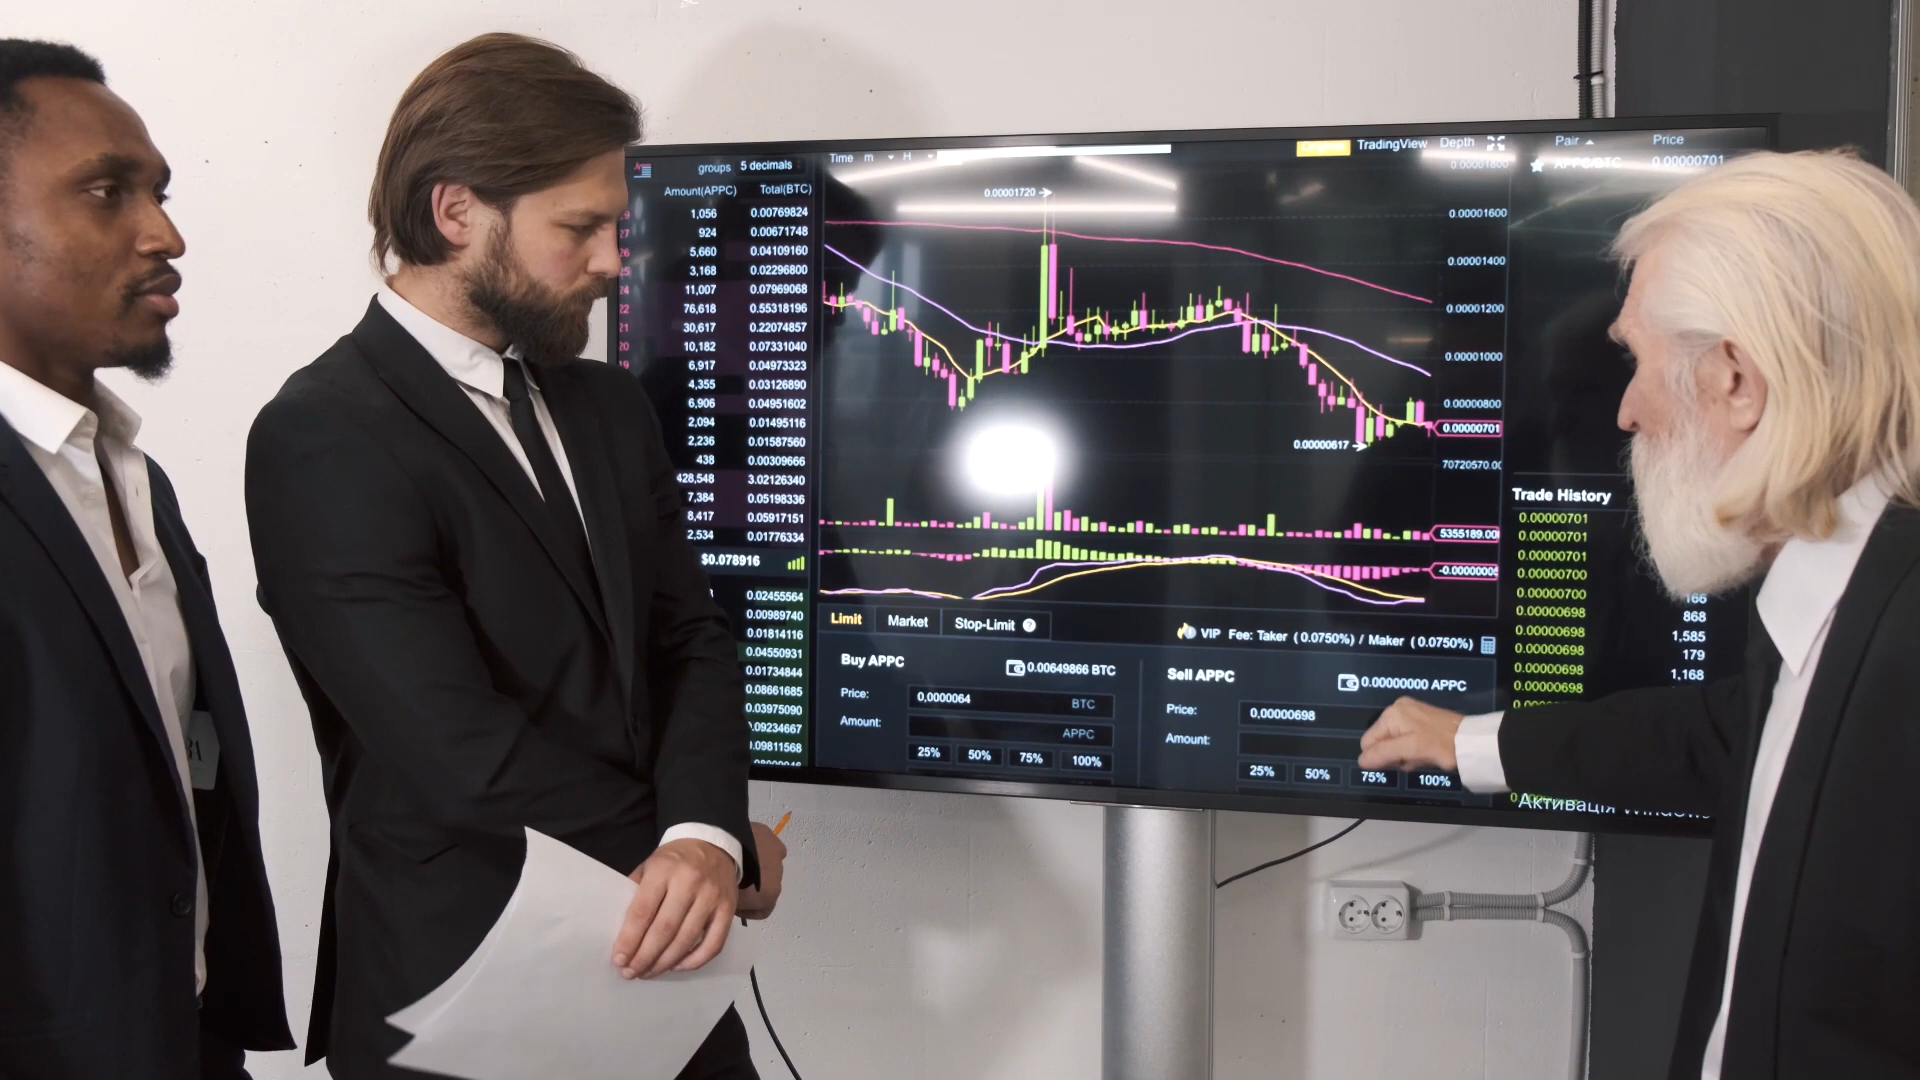 groups 5 decimals
Amount(APPC) Total(BTC)
1,056 0.00769824
924 0.00671748
5,660 0.04109160
3,168 0.02296800
11,007 0.07969068
76,618 0.55318196
30,617 0.22074857
10,182 0.07331040
6,917 0.04973323
4,355 0.03126890
6,906 0.04951602
2,094 0.01495116
2,236 0.01587560
438 0.00309666
428,548 3.02126340
7,384 0.05198336
8,417 0.05917151
2,534 0.01776334
$0.078916
0.02455564
0.00989740
0.01814116
0.04550931
0.01734844
0.08661685
0.03975090
0.09234667
0.09811568
Time m H
TradingView Depth
0.00001800
0.00001720
0.00001600
0.00001400
0.00001200
0.00001000
0.00000800
0.00000701
0.00000617
70720570.00
5355189.00
-0.0000000
Limit Market Stop-Limit ?
VIP Fee: Taker (0.0750%) / Maker (0.0750%)
Buy APPC 0.00649866 BTC
Price: 0,0000064 BTC
Amount: APPC
25% 50% 75% 100%
Sell APPC 0.00000000 APPC
Price: 0,00000698
Amount:
25% 50% 75% 100%
Pair Price
APPC/BTC 0.00000701
Trade History
0.00000701
0.00000701
0.00000701
0.00000700
0.00000700 166
0.00000698 868
0.00000698 1,585
0.00000698 179
0.00000698 1,168
0.00000698
Активація Windows